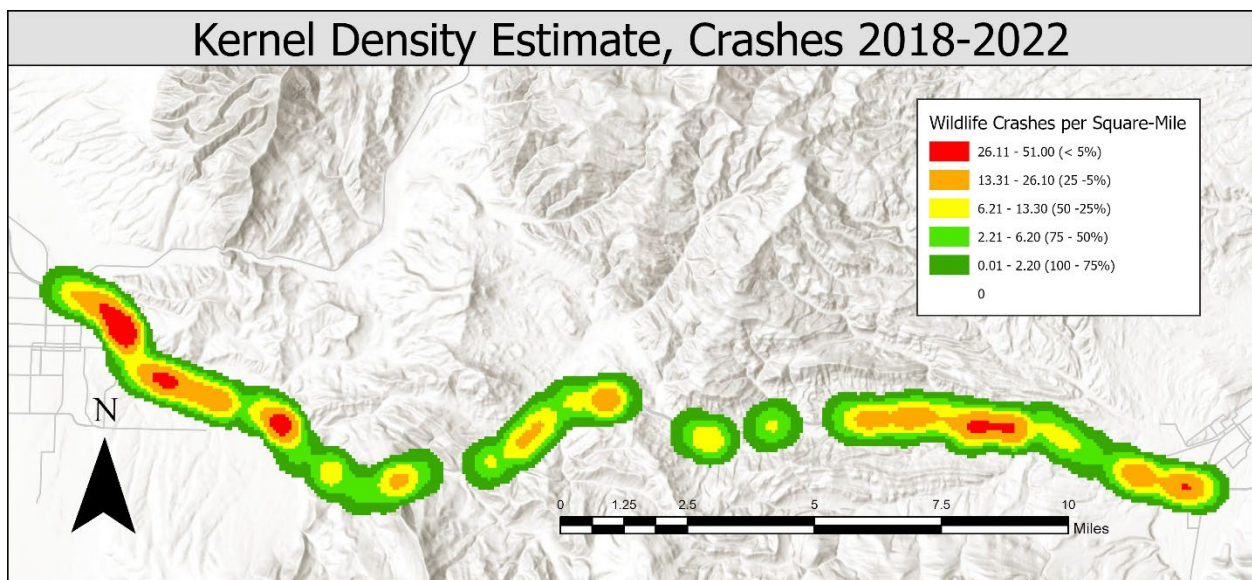 Kernel Density Estimate, Crashes 2018-2022
Wildlife Crashes per Square-Mile
26.11 - 51.00 (< 5%)
13.31 - 26.10 (25 -5%)
6.21 - 13.30 (50 -25%)
2.21 - 6.20 (75 - 50%)
0.01 - 2.20 (100 - 75%)
0
N
0 1.25 2.5 5 7.5 10
Miles